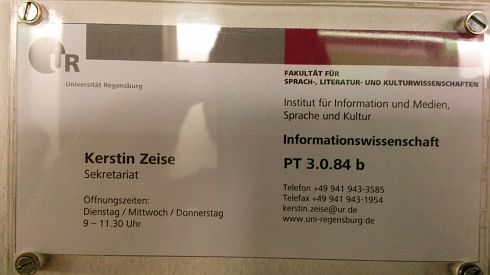 UR
Universität Regensburg
FAKULTÄT FÜR
SPRACH-, LITERATUR- UND KULTURWISSENSCHAFTEN
Institut für Information und Medien,
Sprache und Kultur
Informationswissenschaft
PT 3.0.84 b
Telefon +49 941 943-3585
Telefax +49 941 943-1954
kerstin.zeise@ur.de
www.uni-regensburg.de
Kerstin Zeise
Sekretariat
Öffnungszeiten:
Dienstag / Mittwoch / Donnerstag
9 – 11.30 Uhr